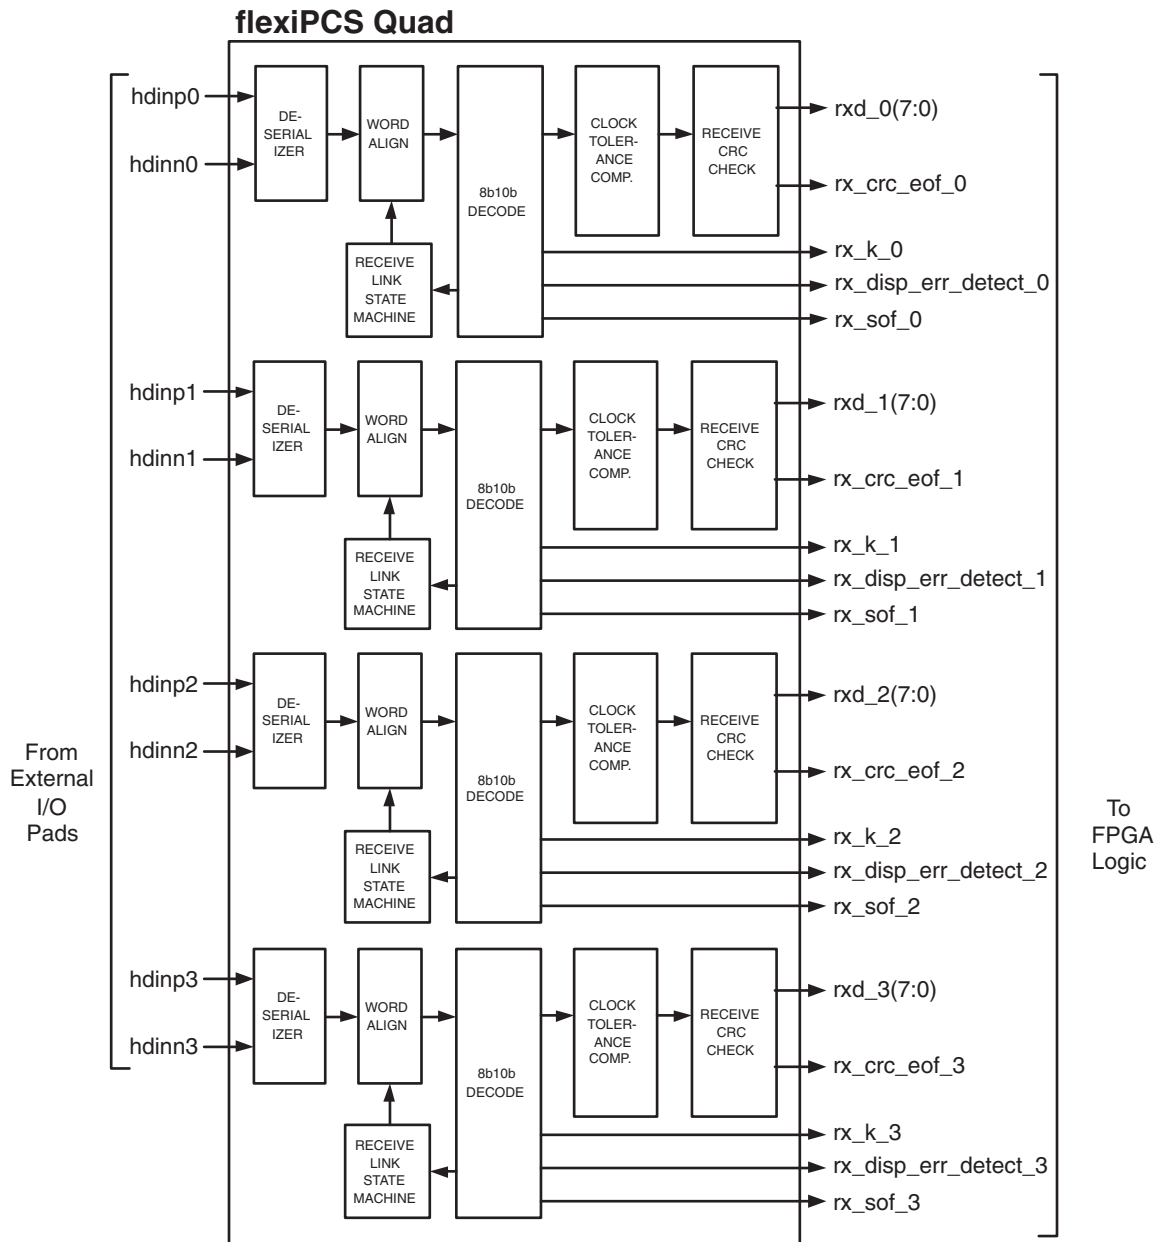 flexiPCS Quad
hdinp0
hdinn0
DE-
SERIAL
IZER
WORD
ALIGN
RECEIVE
LINK
STATE
MACHINE
8b10b
DECODE
CLOCK
TOLER-
ANCE
COMP.
RECEIVE
CRC
CHECK
rxd_0(7:0)
rx_crc_eof_0
rx_k_0
rx_disp_err_detect_0
rx_sof_0
hdinp1
hdinn1
DE-
SERIAL
IZER
WORD
ALIGN
RECEIVE
LINK
STATE
MACHINE
8b10b
DECODE
CLOCK
TOLER-
ANCE
COMP.
RECEIVE
CRC
CHECK
rxd_1(7:0)
rx_crc_eof_1
rx_k_1
rx_disp_err_detect_1
rx_sof_1
From
External
I/O
Pads
hdinp2
hdinn2
DE-
SERIAL
IZER
WORD
ALIGN
RECEIVE
LINK
STATE
MACHINE
8b10b
DECODE
CLOCK
TOLER-
ANCE
COMP.
RECEIVE
CRC
CHECK
rxd_2(7:0)
rx_crc_eof_2
rx_k_2
rx_disp_err_detect_2
rx_sof_2
To
FPGA
Logic
hdinp3
hdinn3
DE-
SERIAL
IZER
WORD
ALIGN
RECEIVE
LINK
STATE
MACHINE
8b10b
DECODE
CLOCK
TOLER-
ANCE
COMP.
RECEIVE
CRC
CHECK
rxd_3(7:0)
rx_crc_eof_3
rx_k_3
rx_disp_err_detect_3
rx_sof_3